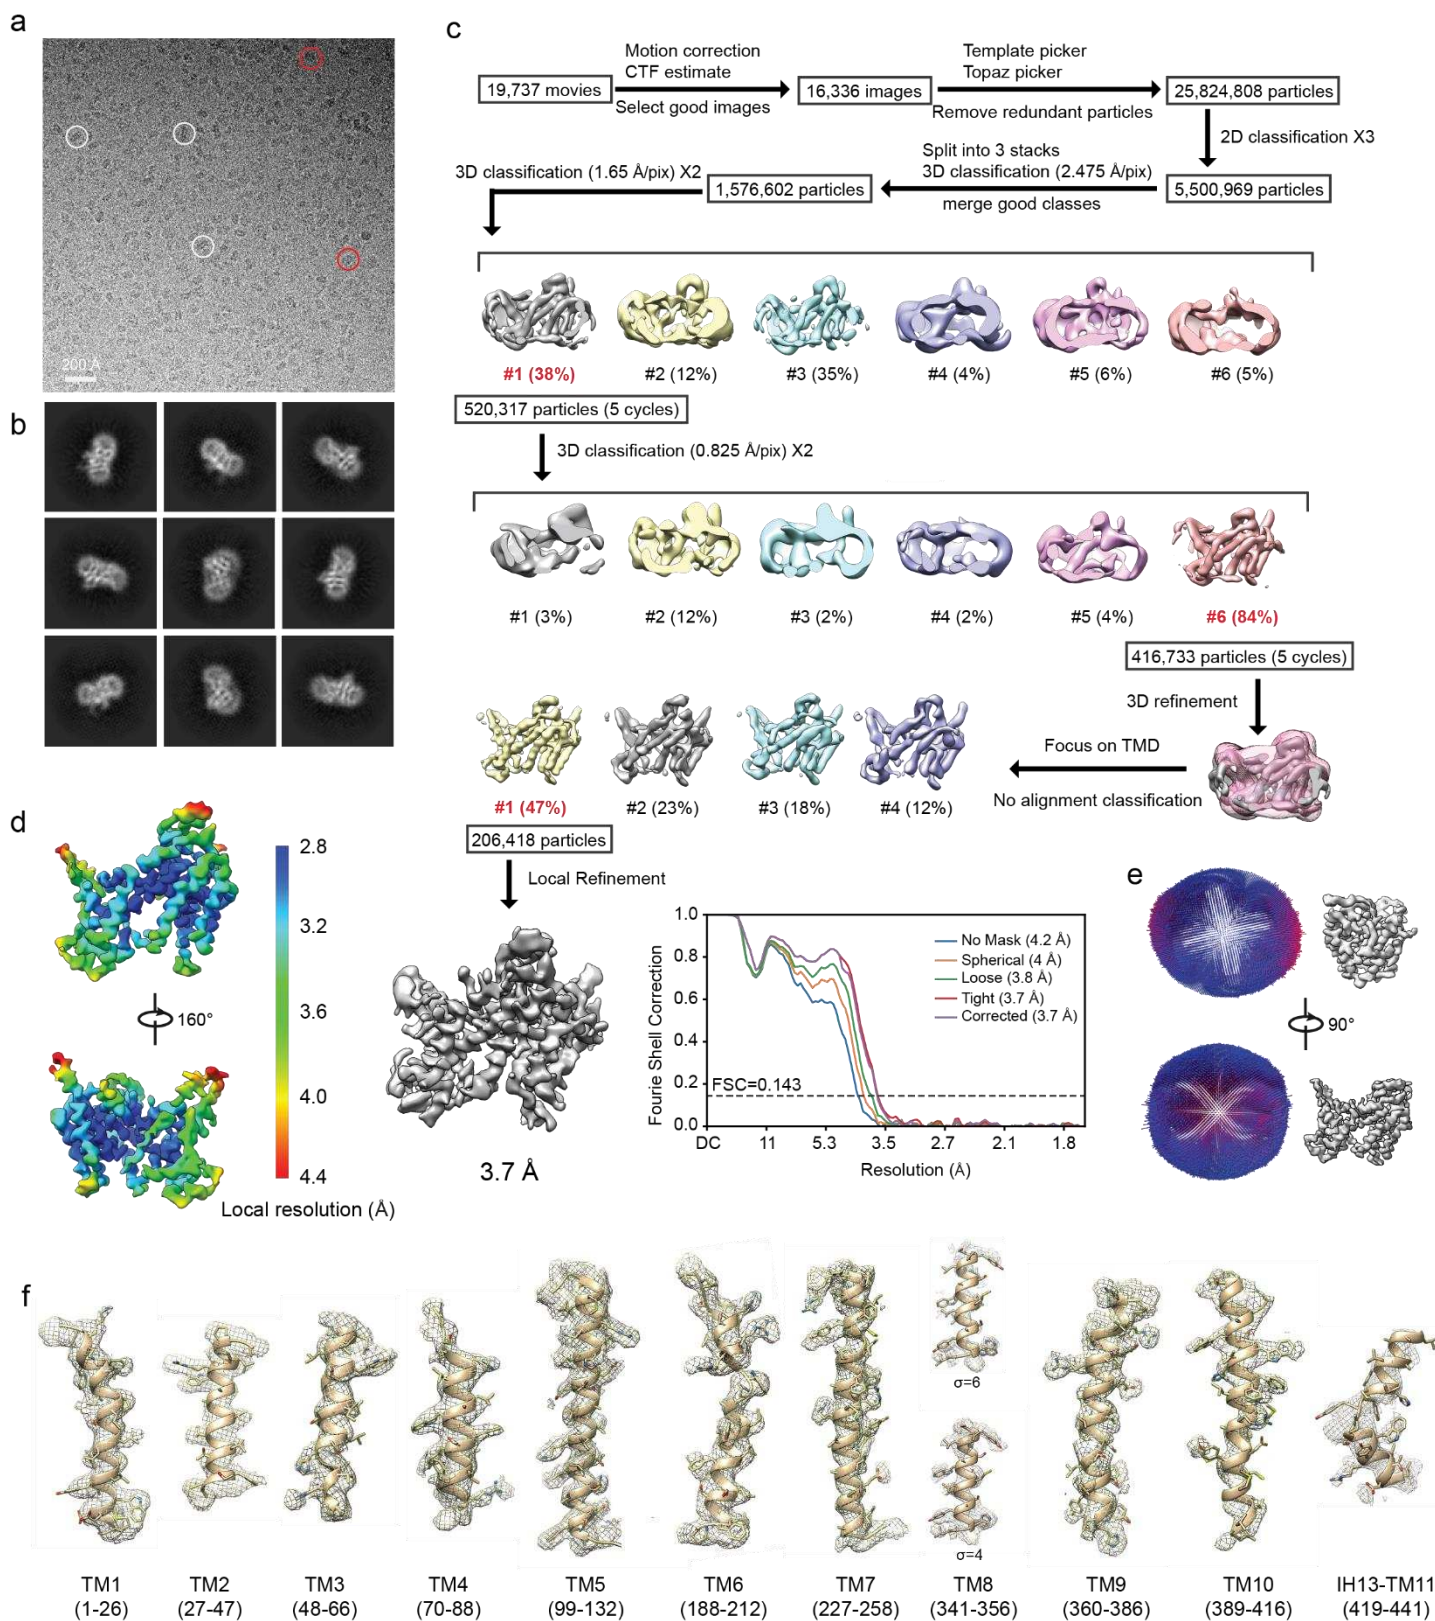 a
200 Å
b
c
19,737 movies
Motion correction
CTF estimate
Select good images
16,336 images
Template picker
Topaz picker
Remove redundant particles
25,824,808 particles
2D classification X3
5,500,969 particles
Split into 3 stacks
3D classification (2.475 Å/pix)
merge good classes
1,576,602 particles
3D classification (1.65 Å/pix) X2
#1 (38%)
#2 (12%)
#3 (35%)
#4 (4%)
#5 (6%)
#6 (5%)
520,317 particles (5 cycles)
3D classification (0.825 Å/pix) X2
#1 (3%)
#2 (12%)
#3 (2%)
#4 (2%)
#5 (4%)
#6 (84%)
416,733 particles (5 cycles)
3D refinement
Focus on TMD
No alignment classification
#1 (47%)
#2 (23%)
#3 (18%)
#4 (12%)
206,418 particles
Local Refinement
3.7 Å
1.0
0.8
0.6
0.4
0.2
0.0
Fourie Shell Correction
No Mask (4.2 Å)
Spherical (4 Å)
Loose (3.8 Å)
Tight (3.7 Å)
Corrected (3.7 Å)
FSC=0.143
DC
11
5.3
3.5
2.7
2.1
1.8
Resolution (Å)
d
160°
2.8
3.2
3.6
4.0
4.4
Local resolution (Å)
e
90°
f
σ=6
σ=4
TM1
(1-26)
TM2
(27-47)
TM3
(48-66)
TM4
(70-88)
TM5
(99-132)
TM6
(188-212)
TM7
(227-258)
TM8
(341-356)
TM9
(360-386)
TM10
(389-416)
IH13-TM11
(419-441)